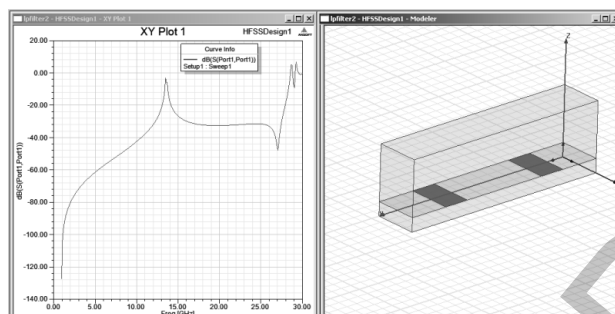 lpfilter2 - HFSSDesign1 - XY Plot 1
XY Plot 1
HFSSDesign1
Curve Info
dB(S(Port1,Port1))
Setup1 : Sweep1
20.00
0.00
-20.00
-40.00
-60.00
-80.00
-100.00
-120.00
-140.00
dB(S(Port1,Port1))
0.00 5.00 10.00 15.00 20.00 25.00 30.00
Freq [GHz]
lpfilter2 - HFSSDesign1 - Modeler
Z